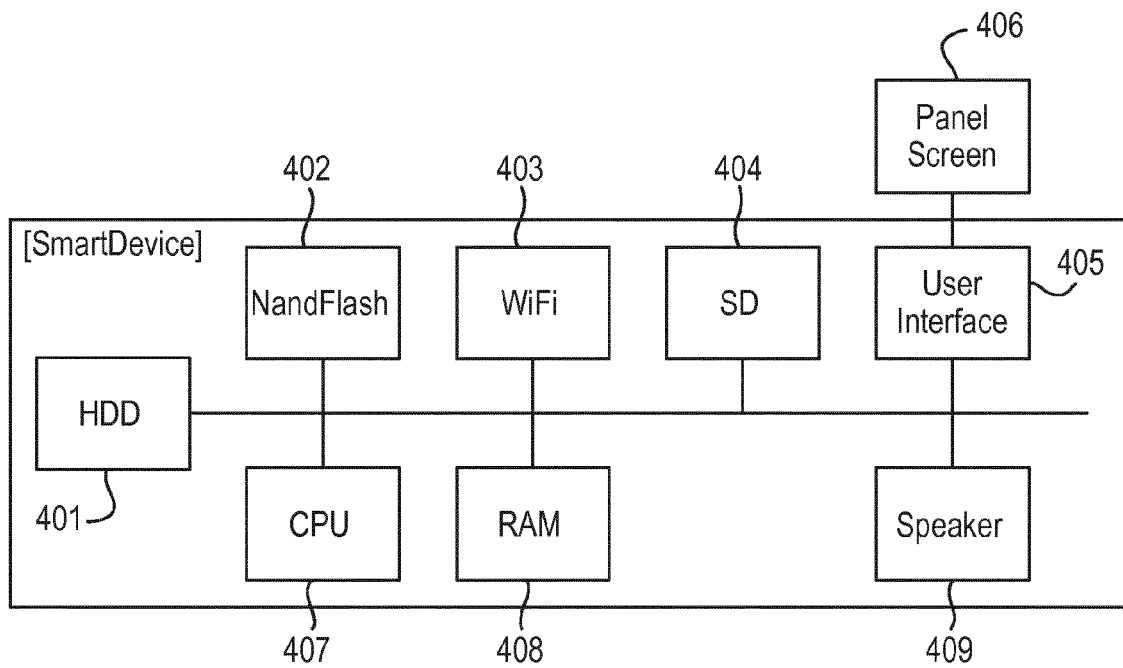 406
Panel
Screen
402
403
404
[SmartDevice]
NandFlash
WiFi
SD
User
Interface
405
HDD
401
CPU
RAM
Speaker
407
408
409